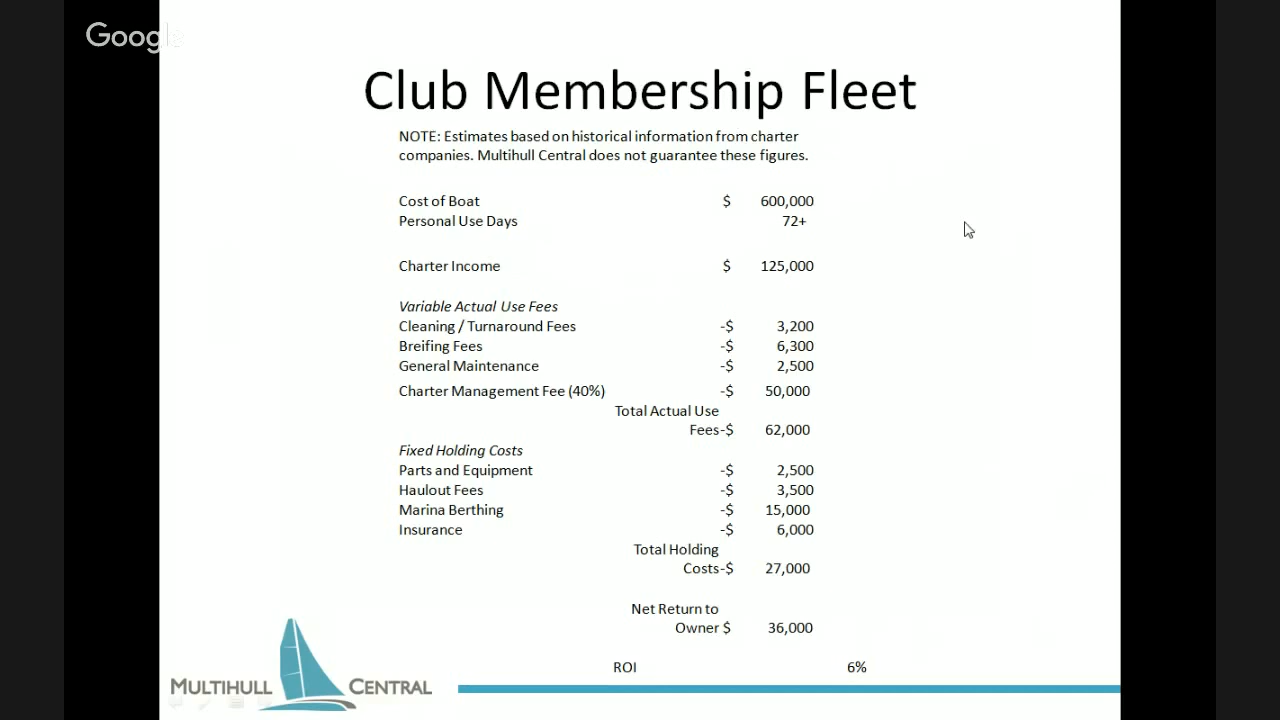 Google
Club Membership Fleet
NOTE: Estimates based on historical information from charter
companies. Multihull Central does not guarantee these figures.
Cost of Boat $ 600,000
Personal Use Days 72+
Charter Income $ 125,000
Variable Actual Use Fees
Cleaning / Turnaround Fees -$ 3,200
Breifing Fees -$ 6,300
General Maintenance -$ 2,500
Charter Management Fee (40%) -$ 50,000
Total Actual Use
Fees-$ 62,000
Fixed Holding Costs
Parts and Equipment -$ 2,500
Haulout Fees -$ 3,500
Marina Berthing -$ 15,000
Insurance -$ 6,000
Total Holding
Costs-$ 27,000
Net Return to
Owner $ 36,000
ROI 6%
MULTIHULL CENTRAL